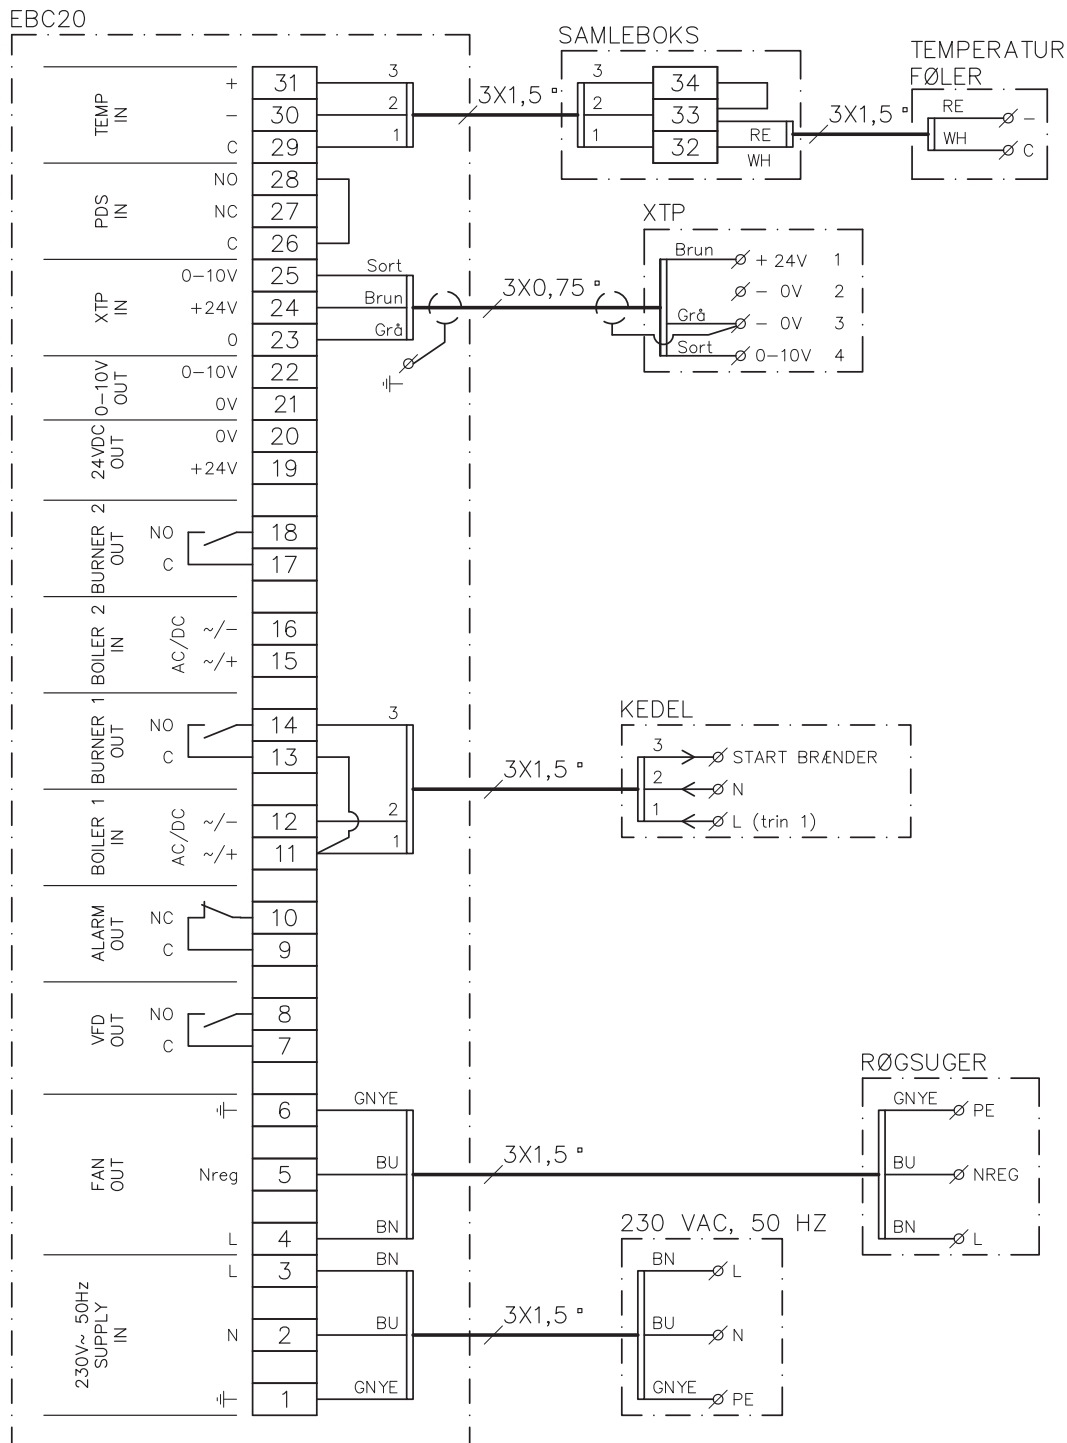 EBC20
SAMLEBOKS
TEMPERATUR
FØLER
TEMP
IN
+
31
3
–
30
2
C
29
1
3X1,5 ▫
3
34
2
33
1
32
RE
WH
3X1,5 ▫
RE
–
WH
C
PDS
IN
NO
28
NC
27
C
26
XTP
IN
0–10V
25
Sort
+24V
24
Brun
0
23
Grå
3X0,75 ▫
XTP
Brun
+ 24V 1
– 0V 2
Grå
– 0V 3
Sort
0–10V 4
0–10V
OUT
0–10V
22
0V
21
24VDC
OUT
0V
20
+24V
19
BURNER 2
OUT
NO
18
C
17
BOILER 2
IN
AC/DC
~/–
16
~/+
15
BURNER 1
OUT
NO
14
3
C
13
BOILER 1
IN
AC/DC
~/–
12
2
~/+
11
1
3X1,5 ▫
KEDEL
3
START BRÆNDER
2
N
1
L (trin 1)
ALARM
OUT
NC
10
C
9
VFD
OUT
NO
8
C
7
FAN
OUT
6
GNYE
Nreg
5
BU
L
4
BN
3X1,5 ▫
RØGSUGER
GNYE
PE
BU
NREG
BN
L
230V~ 50Hz
SUPPLY
IN
L
3
BN
N
2
BU
1
GNYE
3X1,5 ▫
230 VAC, 50 HZ
BN
L
BU
N
GNYE
PE